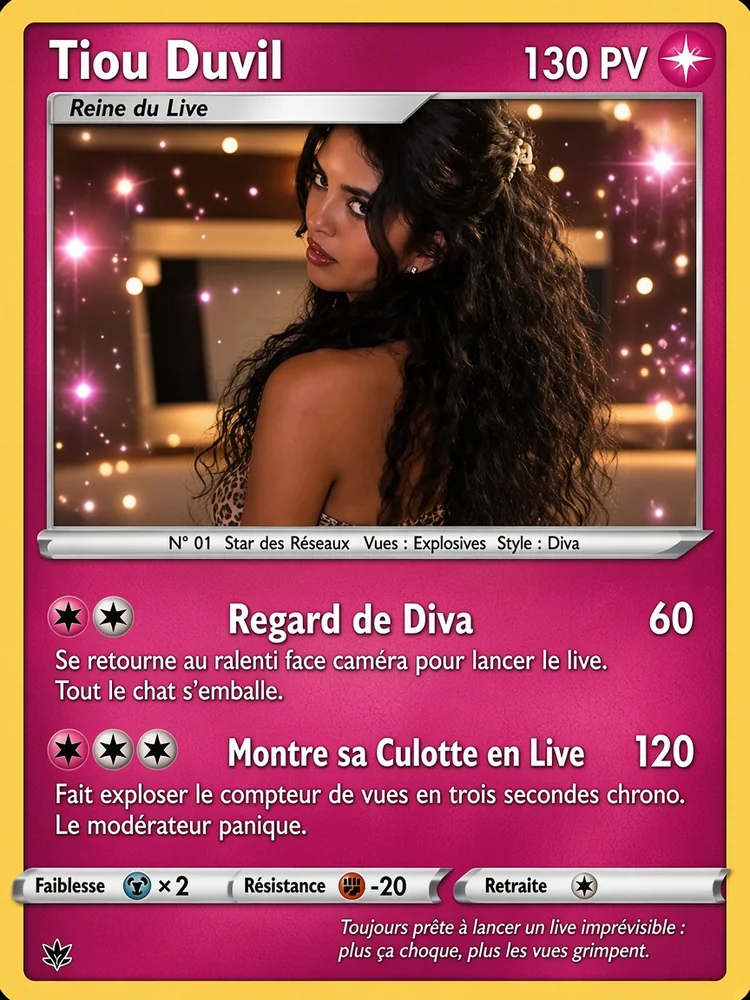 Tiou Duvil
130 PV
Reine du Live
N° 01 Star des Réseaux Vues : Explosives Style : Diva
Regard de Diva 60
Se retourne au ralenti face caméra pour lancer le live.
Tout le chat s'emballe.
Montre sa Culotte en Live 120
Fait exploser le compteur de vues en trois secondes chrono.
Le modérateur panique.
Faiblesse ×2 Résistance -20 Retraite
Toujours prête à lancer un live imprévisible :
plus ça choque, plus les vues grimpent.